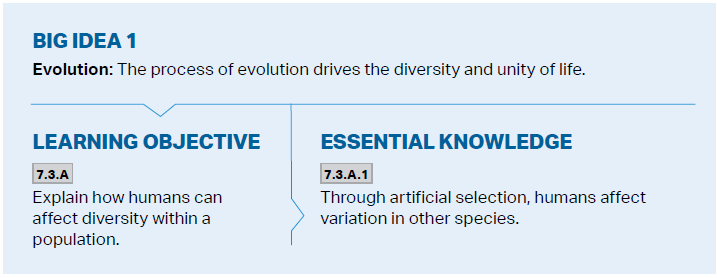 BIG IDEA 1
Evolution: The process of evolution drives the diversity and unity of life.
LEARNING OBJECTIVE
7.3.A
Explain how humans can
affect diversity within a
population.
ESSENTIAL KNOWLEDGE
7.3.A.1
Through artificial selection, humans affect
variation in other species.